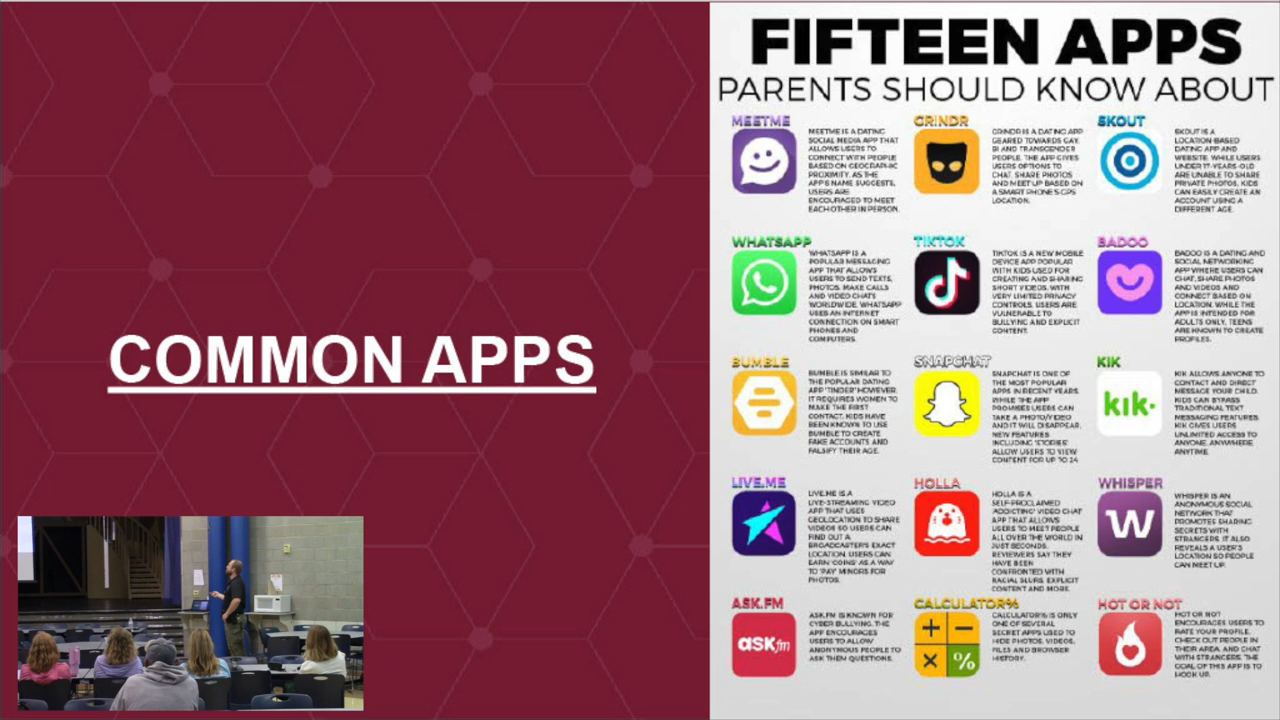 COMMON APPS
FIFTEEN APPS
PARENTS SHOULD KNOW ABOUT
MEETME
MEETME IS A DATING
SOCIAL MEDIA APP THAT
ALLOWS USERS TO
CONNECT WITH PEOPLE
BASED ON GEOGRAPHIC
PROXIMITY. AS THE
APP'S NAME SUGGESTS,
USERS ARE
ENCOURAGED TO MEET
EACH OTHER IN PERSON.
GRINDR
GRINDR IS A DATING APP
GEARED TOWARDS GAY,
BI AND TRANSGENDER
PEOPLE. THE APP GIVES
USERS OPTIONS TO
CHAT, SHARE PHOTOS
AND MEET UP BASED ON
A SMART PHONE'S GPS
LOCATION.
SKOUT
SKOUT IS A
LOCATION-BASED
DATING APP AND
WEBSITE. WHILE USERS
UNDER 17-YEARS-OLD
ARE UNABLE TO SHARE
PRIVATE PHOTOS, KIDS
CAN EASILY CREATE AN
ACCOUNT USING A
DIFFERENT AGE.
WHATSAPP
WHATSAPP IS A
POPULAR MESSAGING
APP THAT ALLOWS
USERS TO SEND TEXTS,
PHOTOS, MAKE CALLS
AND VIDEO CHATS
WORLDWIDE. WHATSAPP
USES AN INTERNET
CONNECTION ON SMART
PHONES AND
COMPUTERS.
TIKTOK
TIKTOK IS A NEW MOBILE
DEVICE APP POPULAR
WITH KIDS USED FOR
CREATING AND SHARING
SHORT VIDEOS. WITH
VERY LIMITED PRIVACY
CONTROLS, USERS ARE
VULNERABLE TO
BULLYING AND EXPLICIT
CONTENT.
BADOO
BADOO IS A DATING AND
SOCIAL NETWORKING
APP WHERE USERS CAN
CHAT, SHARE PHOTOS
AND VIDEOS AND
CONNECT BASED ON
LOCATION. WHILE THE
APP IS INTENDED FOR
ADULTS ONLY, TEENS
ARE KNOWN TO CREATE
PROFILES.
BUMBLE
BUMBLE IS SIMILAR TO
THE POPULAR DATING
APP 'TINDER' HOWEVER,
IT REQUIRES WOMEN TO
MAKE THE FIRST
CONTACT. KIDS HAVE
BEEN KNOWN TO USE
BUMBLE TO CREATE
FAKE ACCOUNTS AND
FALSIFY THEIR AGE.
SNAPCHAT
SNAPCHAT IS ONE OF
THE MOST POPULAR
APPS IN RECENT YEARS.
WHILE THE APP
PROMISES USERS CAN
TAKE A PHOTO/VIDEO
AND IT WILL DISAPPEAR,
NEW FEATURES
INCLUDING 'STORIES'
ALLOW USERS TO VIEW
CONTENT FOR UP TO 24
KIK
kik·
KIK ALLOWS ANYONE TO
CONTACT AND DIRECT
MESSAGE YOUR CHILD.
KIDS CAN BYPASS
TRADITIONAL TEXT
MESSAGING FEATURES.
KIK GIVES USERS
UNLIMITED ACCESS TO
ANYONE, ANYWHERE,
ANYTIME.
LIVE.ME
LIVE.ME IS A
LIVE-STREAMING VIDEO
APP THAT USES
GEOLOCATION TO SHARE
VIDEOS SO USERS CAN
FIND OUT A
BROADCASTER'S EXACT
LOCATION. USERS CAN
EARN 'COINS' AS A WAY
TO 'PAY' MINORS FOR
PHOTOS.
HOLLA
HOLLA IS A
SELF-PROCLAIMED
'ADDICTING' VIDEO CHAT
APP THAT ALLOWS
USERS TO MEET PEOPLE
ALL OVER THE WORLD IN
JUST SECONDS.
REVIEWERS SAY THEY
HAVE BEEN
CONFRONTED WITH
RACIAL SLURS, EXPLICIT
CONTENT AND MORE.
WHISPER
W
WHISPER IS AN
ANONYMOUS SOCIAL
NETWORK THAT
PROMOTES SHARING
SECRETS WITH
STRANGERS. IT ALSO
REVEALS A USER'S
LOCATION SO PEOPLE
CAN MEET UP.
ASK.FM
ASKfm
ASK.FM IS KNOWN FOR
CYBER BULLYING. THE
APP ENCOURAGES
USERS TO ALLOW
ANONYMOUS PEOPLE TO
ASK THEM QUESTIONS.
CALCULATOR%
+ −
× %
CALCULATOR% IS ONLY
ONE OF SEVERAL
SECRET APPS USED TO
HIDE PHOTOS, VIDEOS,
FILES AND BROWSER
HISTORY.
HOT OR NOT
HOT OR NOT
ENCOURAGES USERS TO
RATE YOUR PROFILE,
CHECK OUT PEOPLE IN
THEIR AREA, AND CHAT
WITH STRANGERS. THE
GOAL OF THIS APP IS TO
HOOK UP.